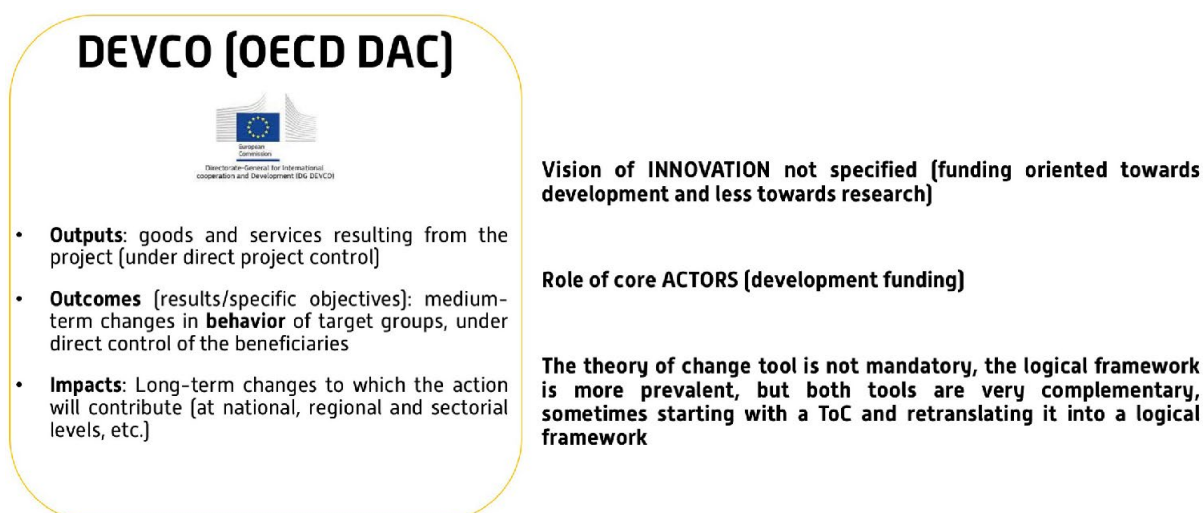 DEVCO (OECD DAC)
European
Commission
Directorate-General for International
cooperation and Development (DG DEVCO)
• Outputs: goods and services resulting from the
project (under direct project control)
• Outcomes (results/specific objectives): medium-
term changes in behavior of target groups, under
direct control of the beneficiaries
• Impacts: Long-term changes to which the action
will contribute (at national, regional and sectorial
levels, etc.)
Vision of INNOVATION not specified (funding oriented towards
development and less towards research)
Role of core ACTORS (development funding)
The theory of change tool is not mandatory, the logical framework
is more prevalent, but both tools are very complementary,
sometimes starting with a ToC and retranslating it into a logical
framework